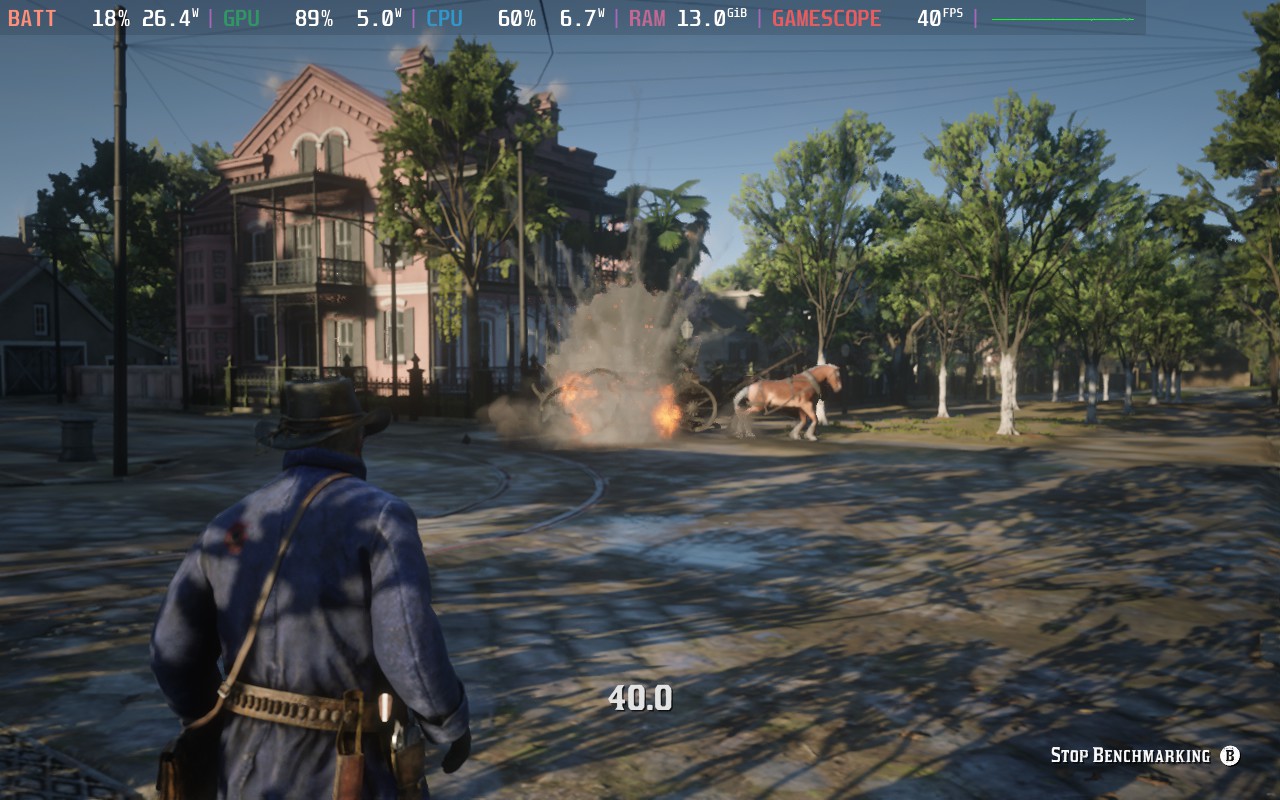 BATT 18% 26.4W | GPU 89% 5.0W | CPU 60% 6.7W | RAM 13.0GiB | GAMESCOPE 40FPS |
40.0
STOP BENCHMARKING B